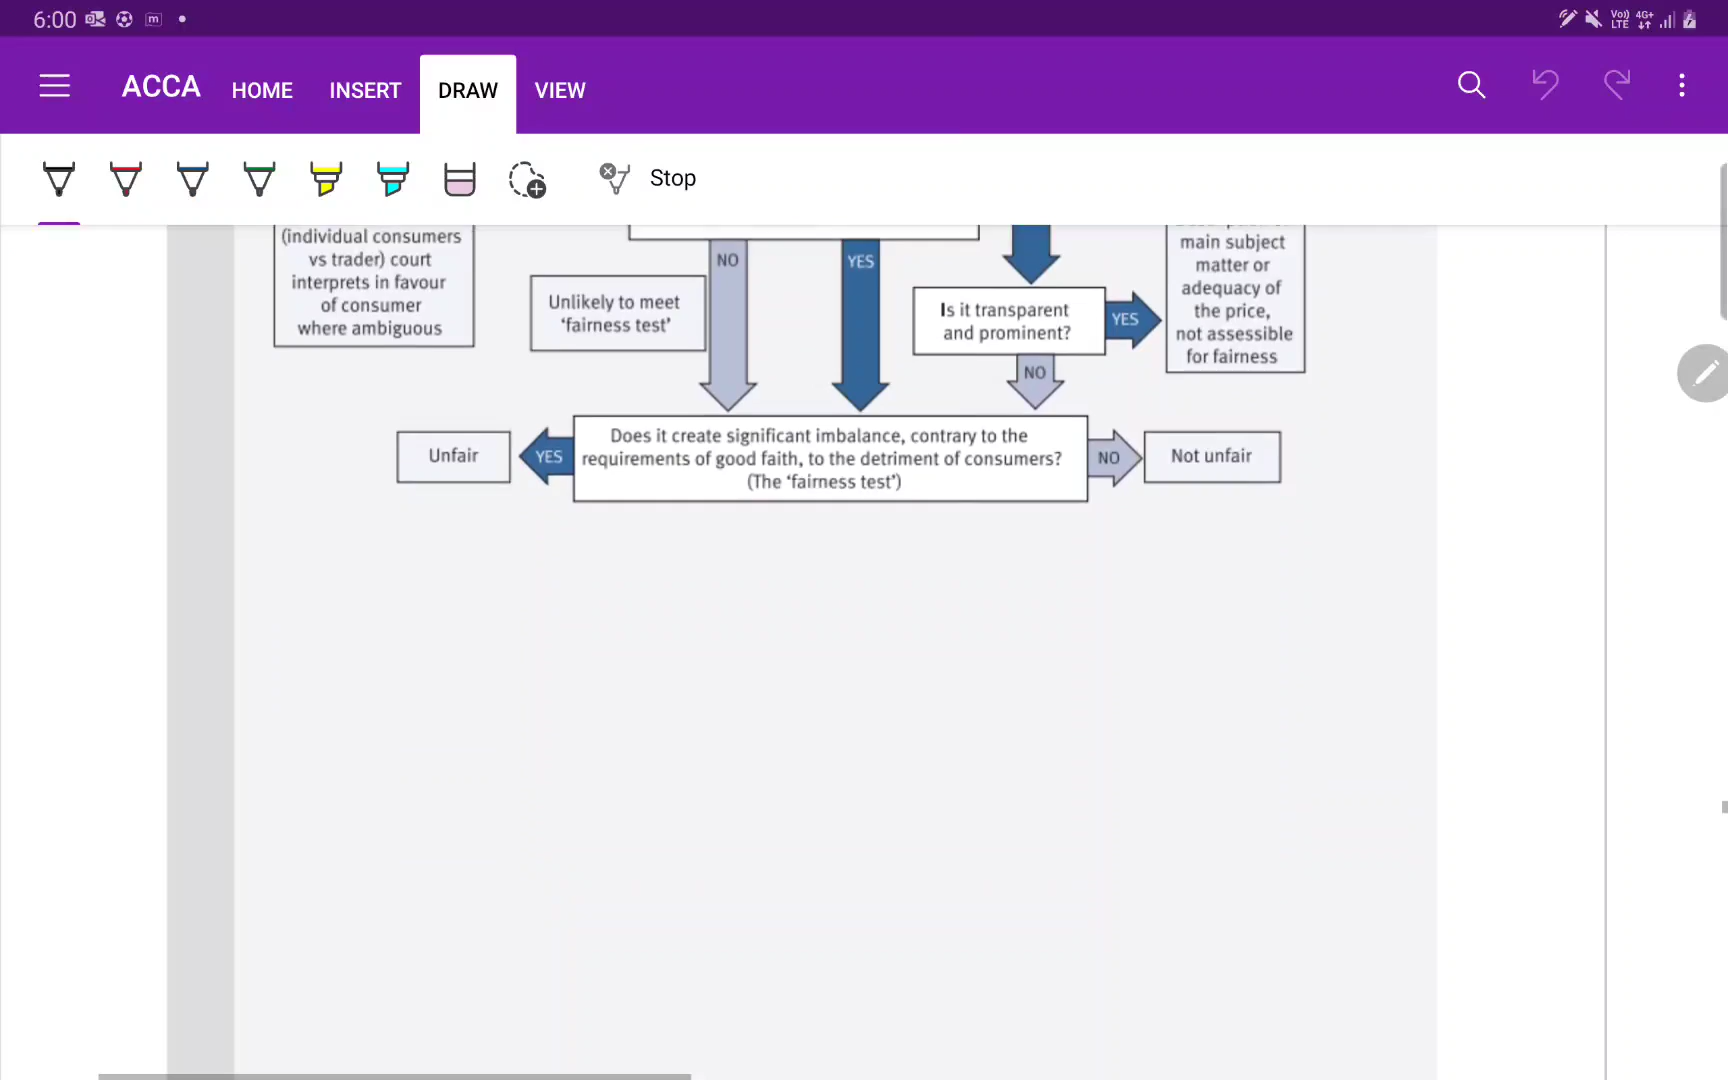 6:00
Vo)) 4G+
LTE
ACCA HOME INSERT DRAW VIEW
Stop
(individual consumers
vs trader) court
interprets in favour
of consumer
where ambiguous
NO
YES
Unlikely to meet
‘fairness test’
Is it transparent
and prominent?
YES
main subject
matter or
adequacy of
the price,
not assessible
for fairness
NO
Unfair
YES
Does it create significant imbalance, contrary to the
requirements of good faith, to the detriment of consumers?
(The ‘fairness test’)
NO
Not unfair